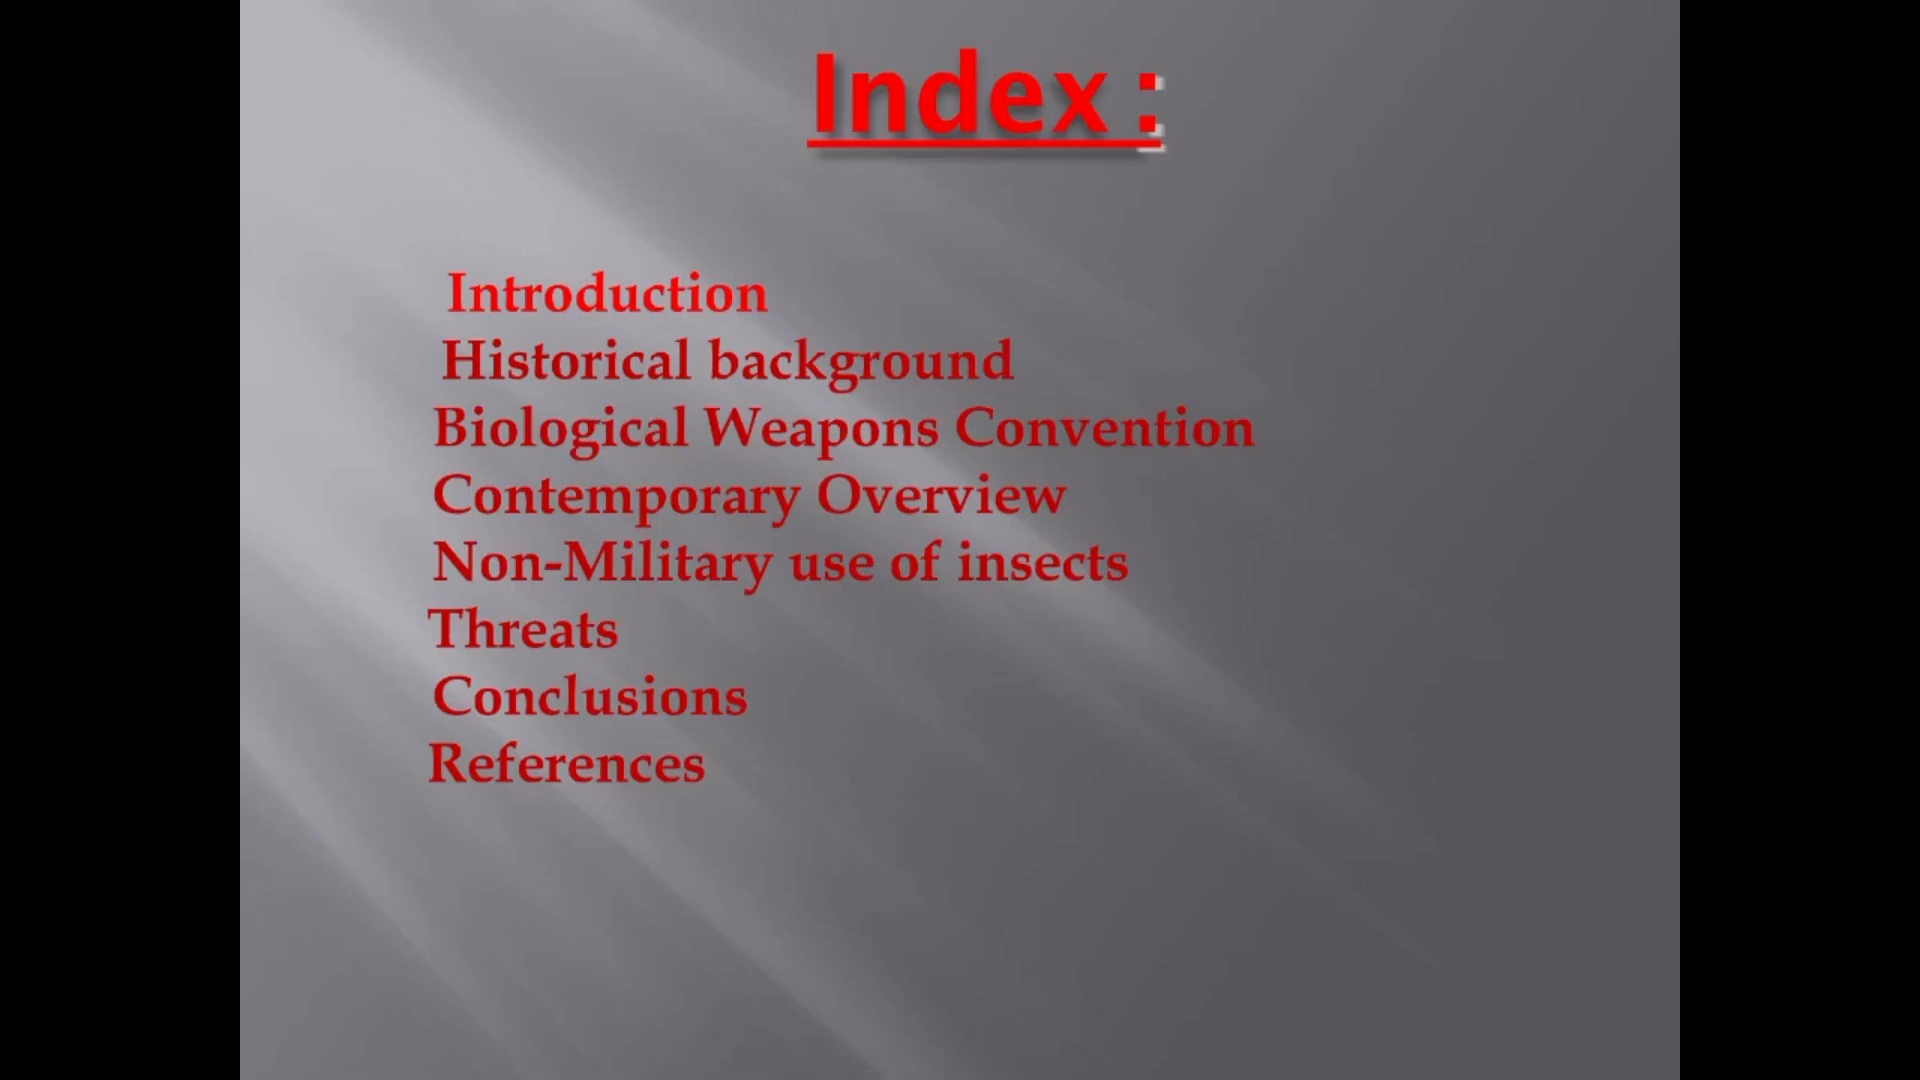 Index :
Introduction
Historical background
Biological Weapons Convention
Contemporary Overview
Non-Military use of insects
Threats
Conclusions
References